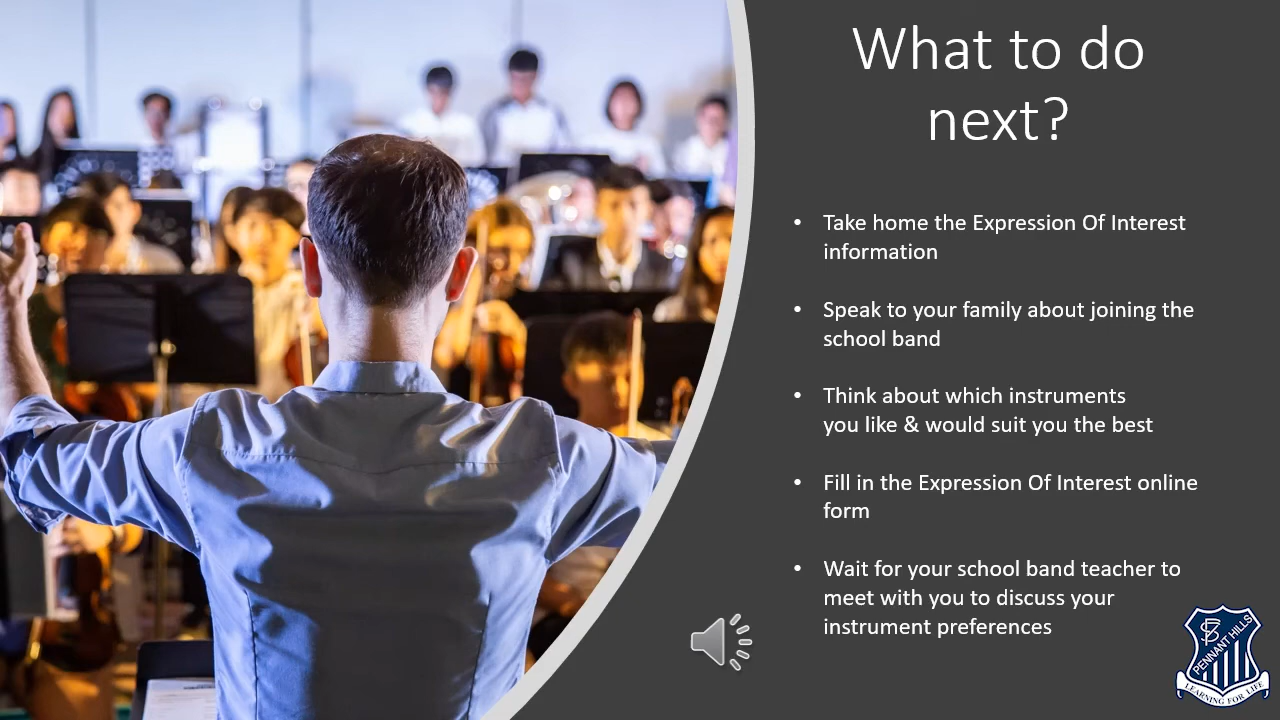 What to do
next?
• Take home the Expression Of Interest
information
• Speak to your family about joining the
school band
• Think about which instruments
you like & would suit you the best
• Fill in the Expression Of Interest online
form
• Wait for your school band teacher to
meet with you to discuss your
instrument preferences
PENNANT HILLS
LEARNING FOR LIFE